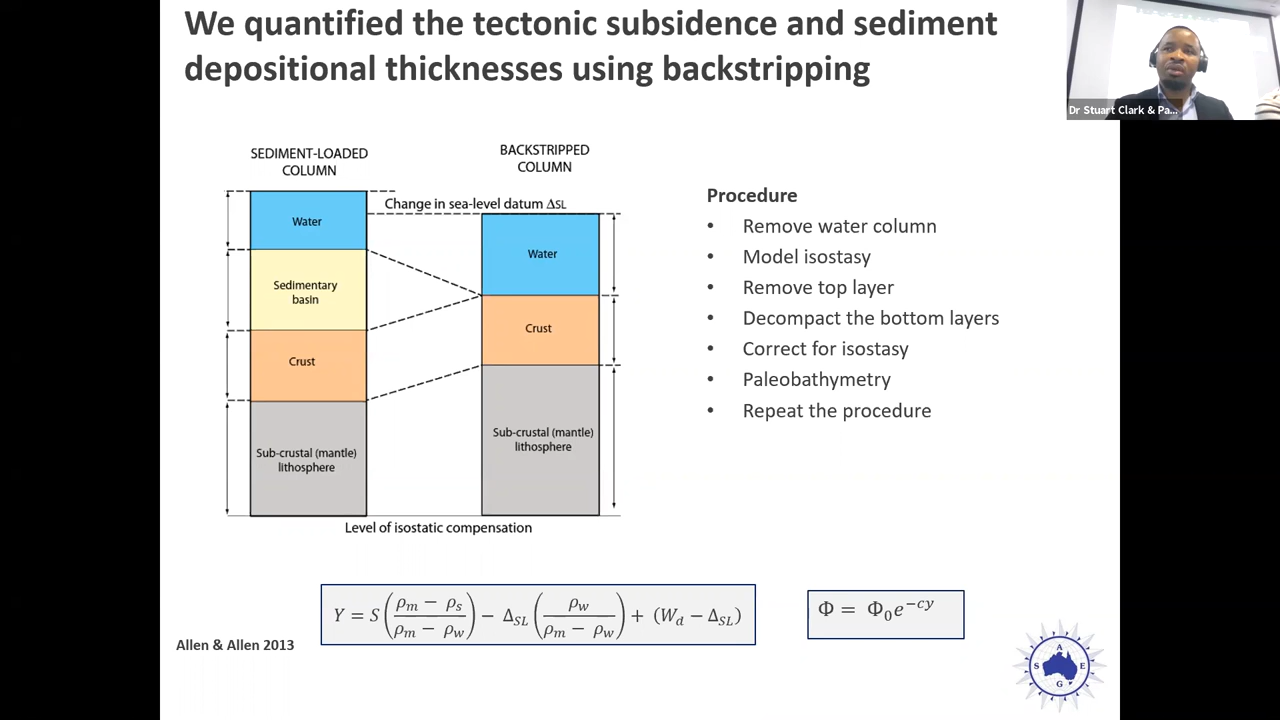 We quantified the tectonic subsidence and sediment
depositional thicknesses using backstripping
Dr Stuart Clark & Pa...
SEDIMENT-LOADED
COLUMN
BACKSTRIPPED
COLUMN
Change in sea-level datum ΔSL
Water
Sedimentary
basin
Crust
Sub-crustal (mantle)
lithosphere
Water
Crust
Sub-crustal (mantle)
lithosphere
Level of isostatic compensation
Procedure
• Remove water column
• Model isostasy
• Remove top layer
• Decompact the bottom layers
• Correct for isostasy
• Paleobathymetry
• Repeat the procedure
Y = S((ρm − ρs)/(ρm − ρw)) − ΔSL(ρw/(ρm − ρw)) + (Wd − ΔSL)
Φ = Φ0e^−cy
Allen & Allen 2013
A
S E
G